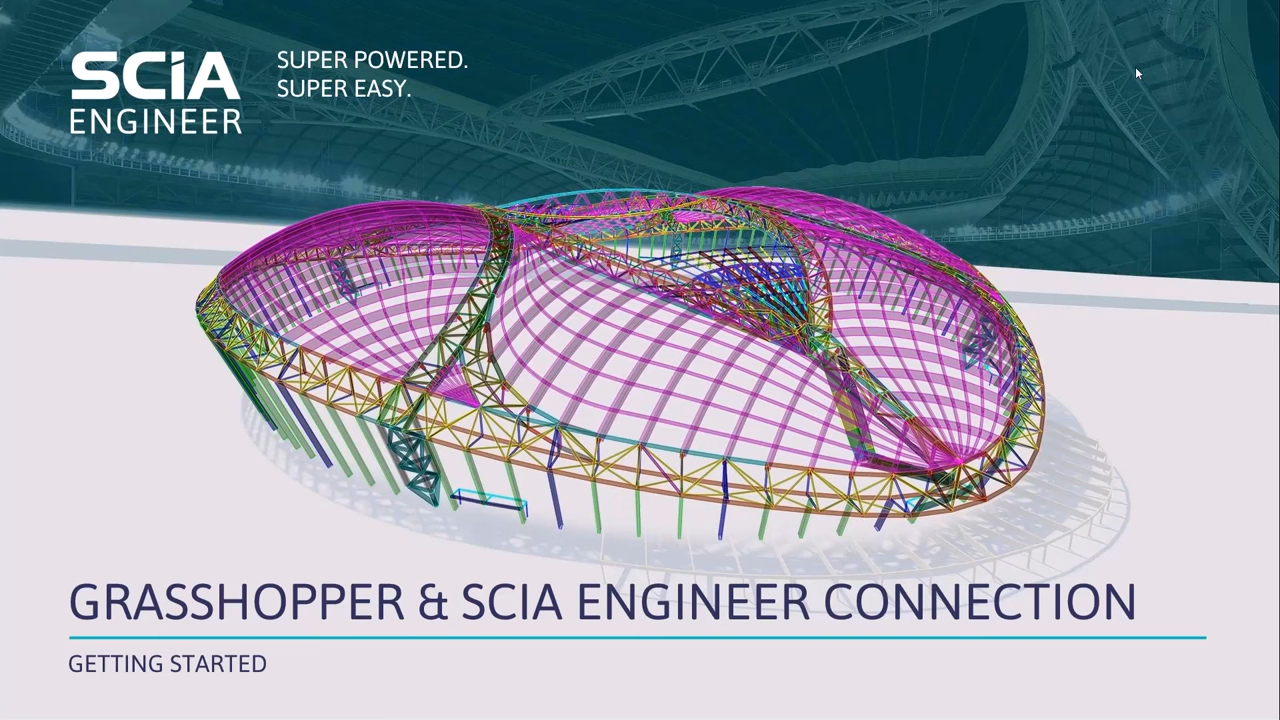 SCIA
ENGINEER
SUPER POWERED.
SUPER EASY.
GRASSHOPPER & SCIA ENGINEER CONNECTION
GETTING STARTED